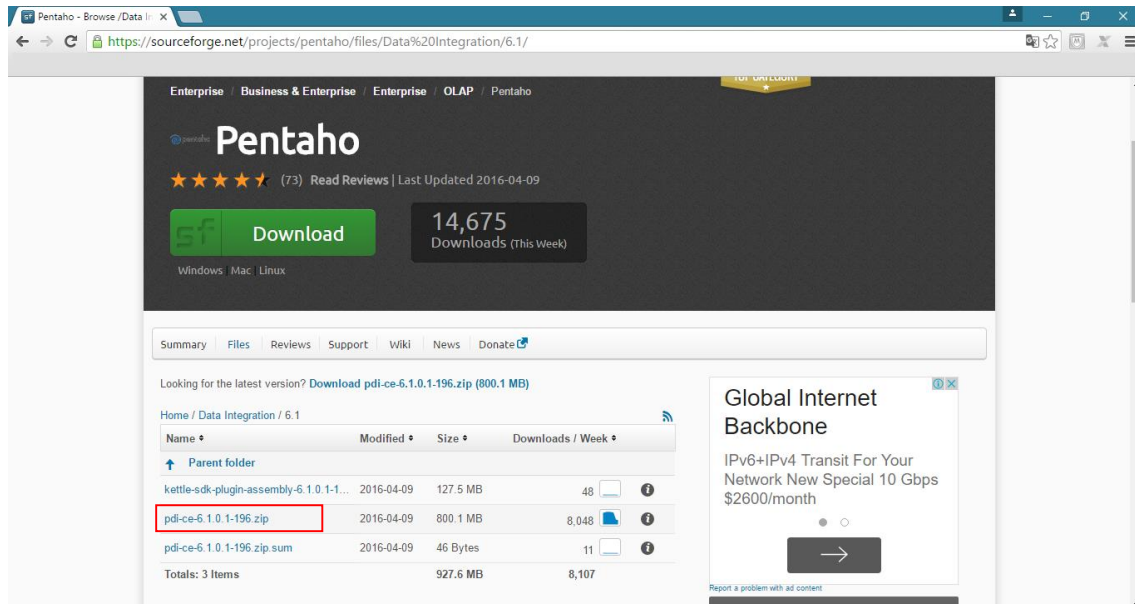 Pentaho - Browse /Data In
https://sourceforge.net/projects/pentaho/files/Data%20Integration/6.1/
Enterprise / Business & Enterprise / Enterprise / OLAP / Pentaho
pentaho Pentaho
(73) Read Reviews | Last Updated 2016-04-09
sf Download
14,675
Downloads (This Week)
Windows | Mac | Linux
Summary Files Reviews Support Wiki News Donate
Looking for the latest version? Download pdi-ce-6.1.0.1-196.zip (800.1 MB)
Home / Data Integration / 6.1
Name Modified Size Downloads / Week
Parent folder
kettle-sdk-plugin-assembly-6.1.0.1-1... 2016-04-09 127.5 MB 48
pdi-ce-6.1.0.1-196.zip 2016-04-09 800.1 MB 8,048
pdi-ce-6.1.0.1-196.zip.sum 2016-04-09 46 Bytes 11
Totals: 3 Items 927.6 MB 8,107
Global Internet
Backbone
IPv6+IPv4 Transit For Your
Network New Special 10 Gbps
$2600/month
Report a problem with ad content